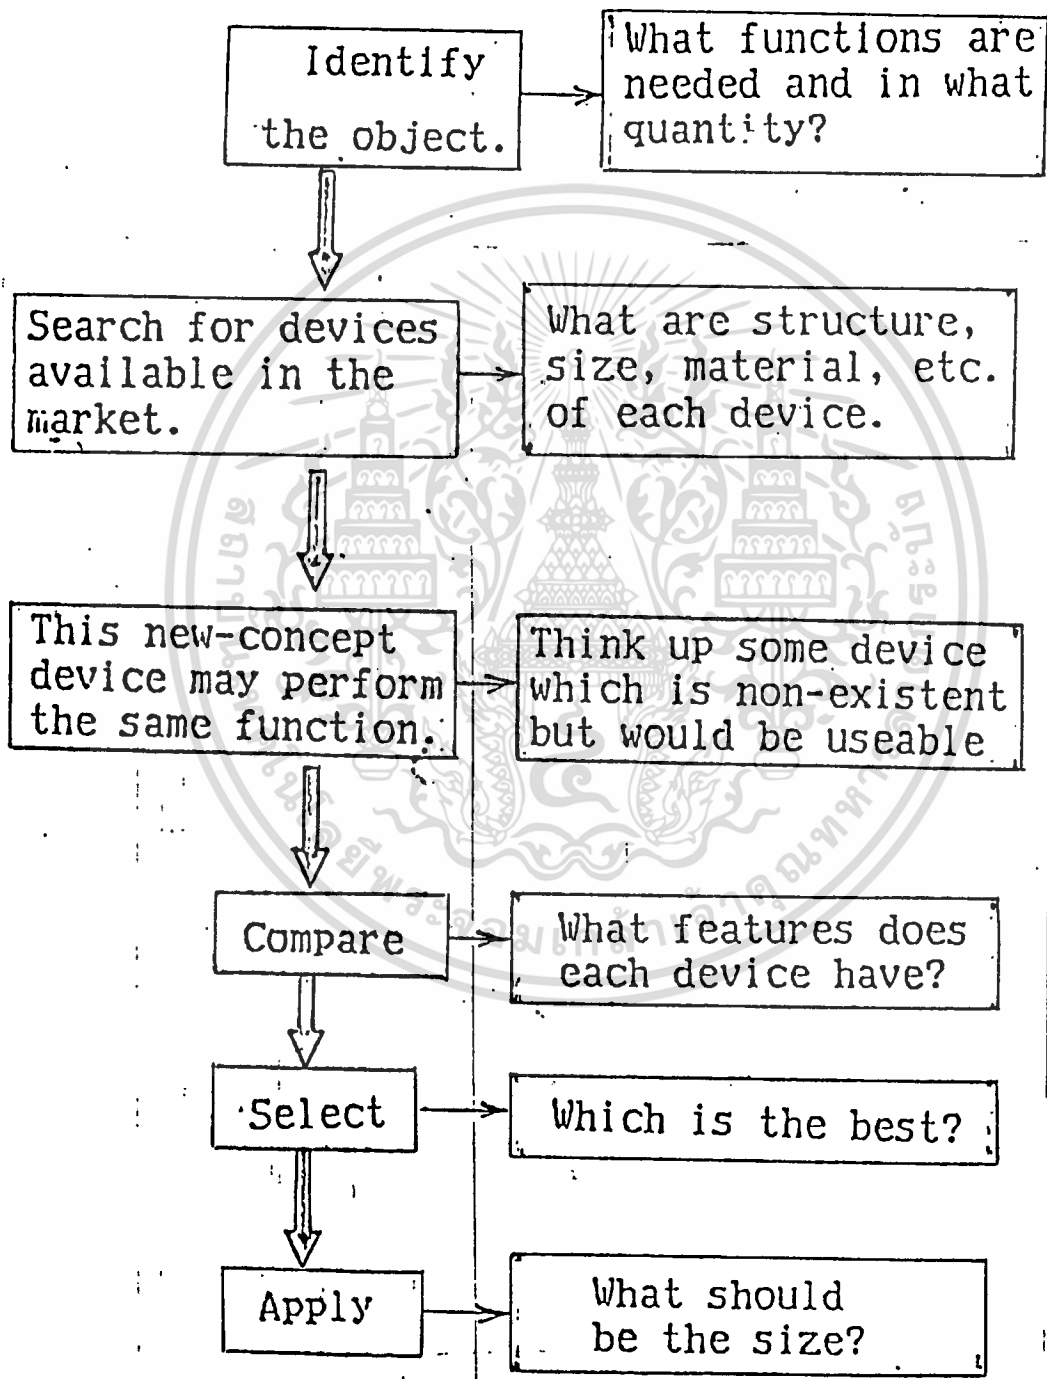 Identify
the object.
What functions are
needed and in what
quantity?
Search for devices
available in the
market.
What are structure,
size, material, etc.
of each device.
This new-concept
device may perform
the same function.
Think up some device
which is non-existent
but would be useable
Compare
What features does
each device have?
Select
Which is the best?
Apply
What should
be the size?